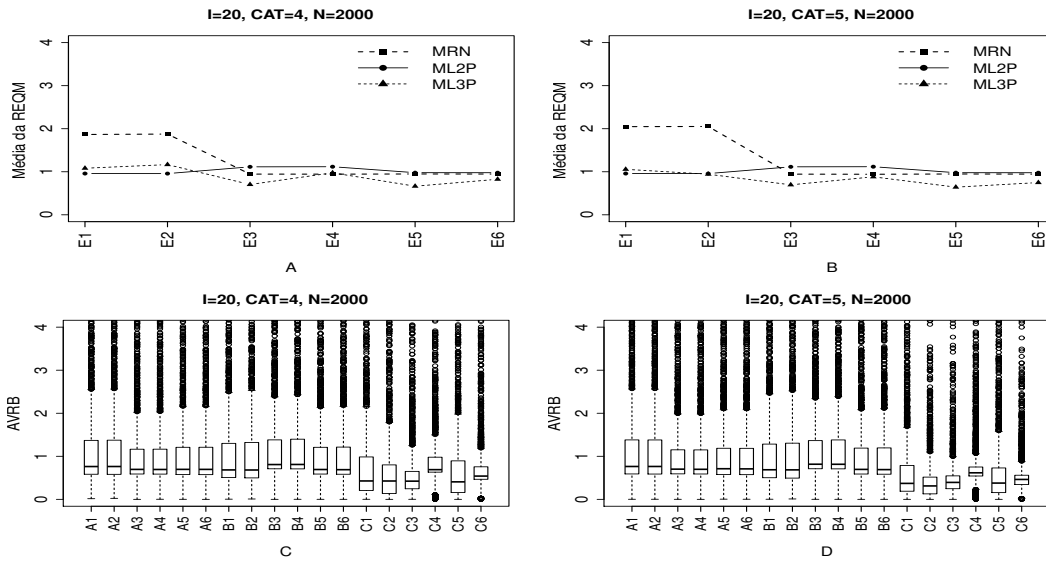 I=20, CAT=4, N=2000
Média da REQM
4
3
2
1
0
MRN
ML2P
ML3P
E1 E2 E3 E4 E5 E6
A
I=20, CAT=5, N=2000
Média da REQM
4
3
2
1
0
MRN
ML2P
ML3P
E1 E2 E3 E4 E5 E6
B
I=20, CAT=4, N=2000
AVRB
4
3
2
1
0
A1 A2 A3 A4 A5 A6 B1 B2 B3 B4 B5 B6 C1 C2 C3 C4 C5 C6
C
I=20, CAT=5, N=2000
AVRB
4
3
2
1
0
A1 A2 A3 A4 A5 A6 B1 B2 B3 B4 B5 B6 C1 C2 C3 C4 C5 C6
D